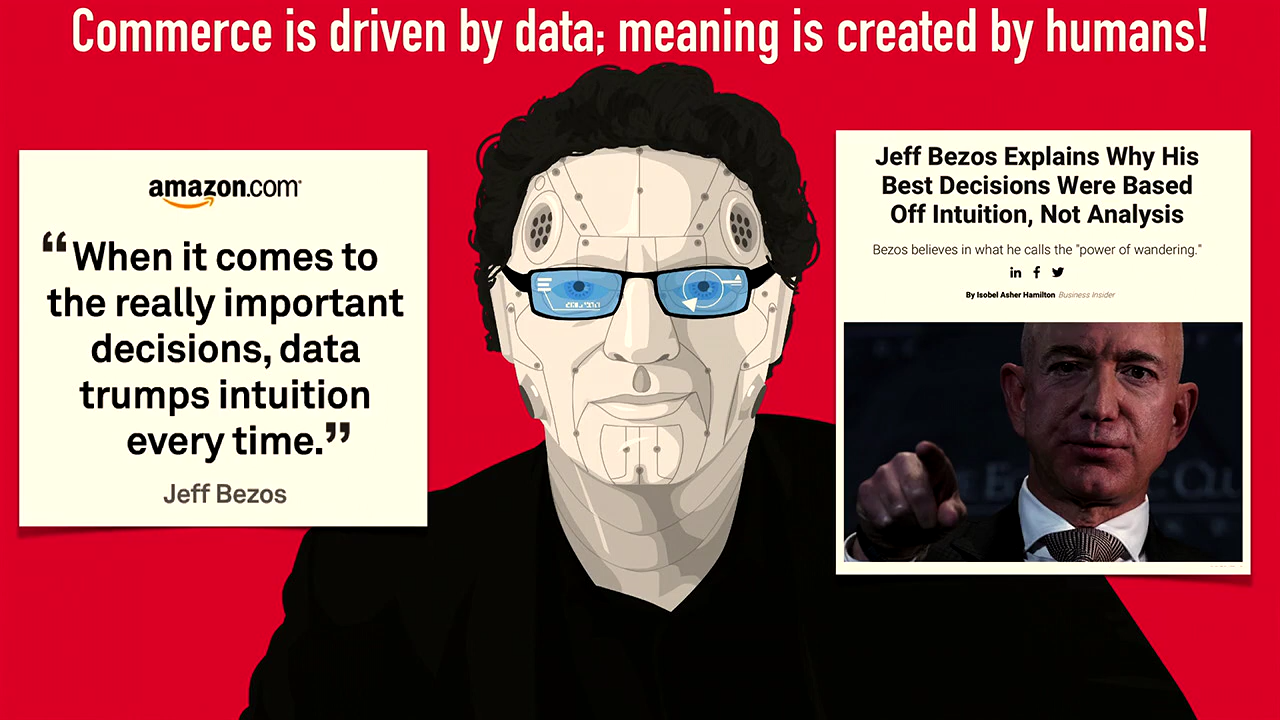 Commerce is driven by data; meaning is created by humans!
amazon.com
“When it comes to
the really important
decisions, data
trumps intuition
every time.”
Jeff Bezos
Jeff Bezos Explains Why His
Best Decisions Were Based
Off Intuition, Not Analysis
Bezos believes in what he calls the "power of wandering."
in f
By Isobel Asher Hamilton Business Insider